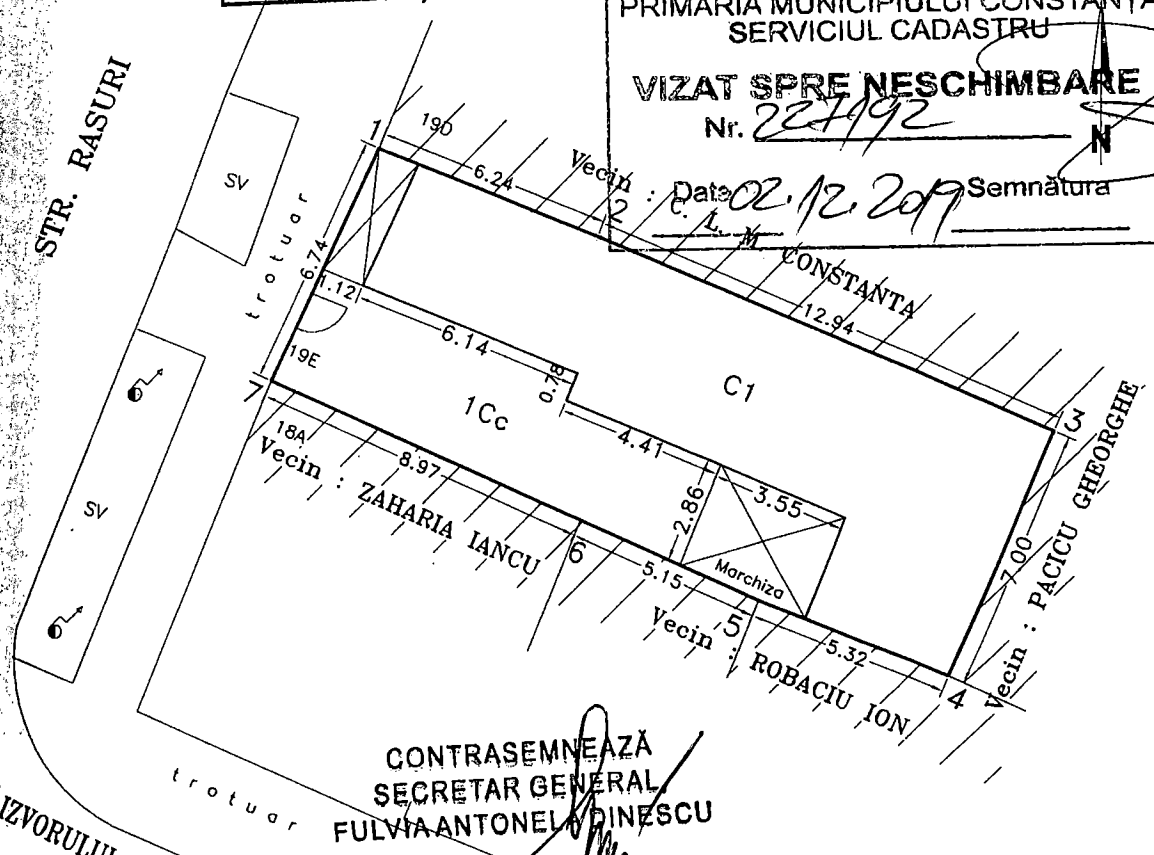 PRIMARIA MUNICIPIULUI CONSTANŢA
SERVICIUL CADASTRU
VIZAT SPRE NESCHIMBARE
Nr. 227192
Data 02.12.2019 Semnătura
N
STR. RASURI
SV
trotuar
1
19D
6.24
Vecin : C. L. M CONSTANTA
2
12.94
3
6.74
1.12
6.14
0.78
19E
7
1Cc
C1
4.41
3.55
2.86
Marchiza
7.00
Vecin : PACICU GHEORGHE
18A
8.97
Vecin : ZAHARIA IANCU
6
5.15
5
5.32
4
Vecin : ROBACIU ION
SV
trotuar
IZVORULUI
CONTRASEMNEAZĂ
SECRETAR GENERAL,
FULVIA ANTONELA DINESCU